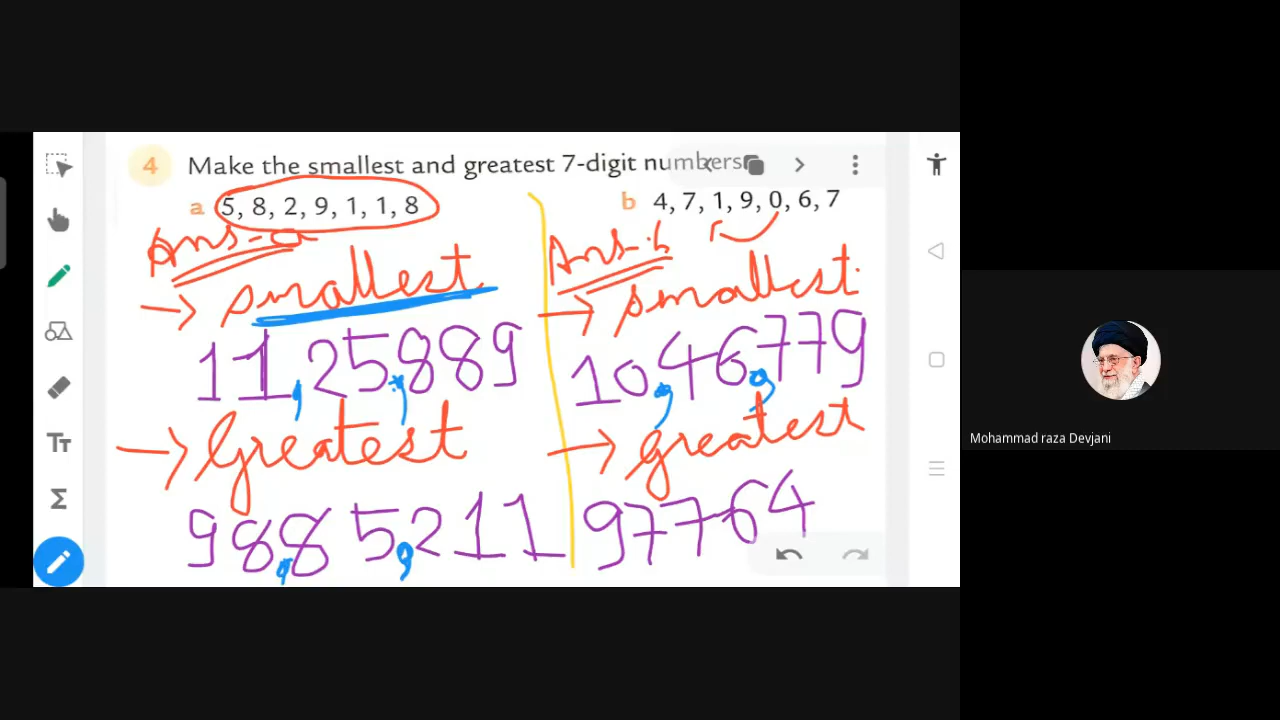 4 Make the smallest and greatest 7-digit numbers
a 5, 8, 2, 9, 1, 1, 8
b 4, 7, 1, 9, 0, 6, 7
Ans-a
→ smallest
11,25,889
→ Greatest
98,85,211
Ans-b
→ smallest
10,46,779
→ greatest
97764
Tт
Σ
Mohammad raza Devjani